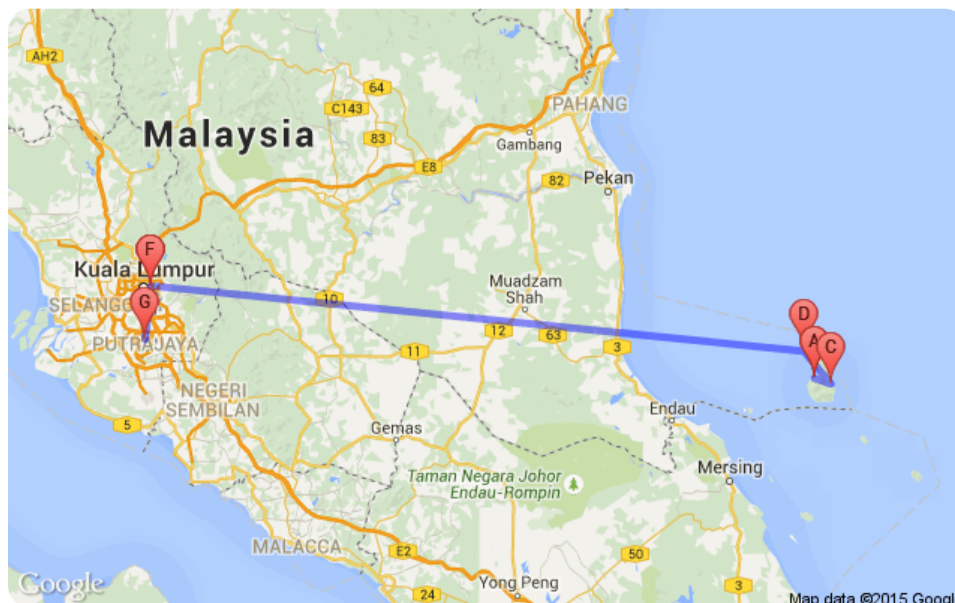 AH2
64
C143
PAHANG
Malaysia
83
Gambang
E8
82
Pekan
F
Kuala Lumpur
10
Muadzam
Shah
SELANGO
G
D
12
63
A
C
PUTRAJAYA
11
3
NEGERI
SEMBILAN
5
Gemas
Endau
Taman Negara Johor
Endau-Rompin
Mersing
MALACCA
E2
50
Google
24
Yong Peng
3
Map data ©2015 Googl